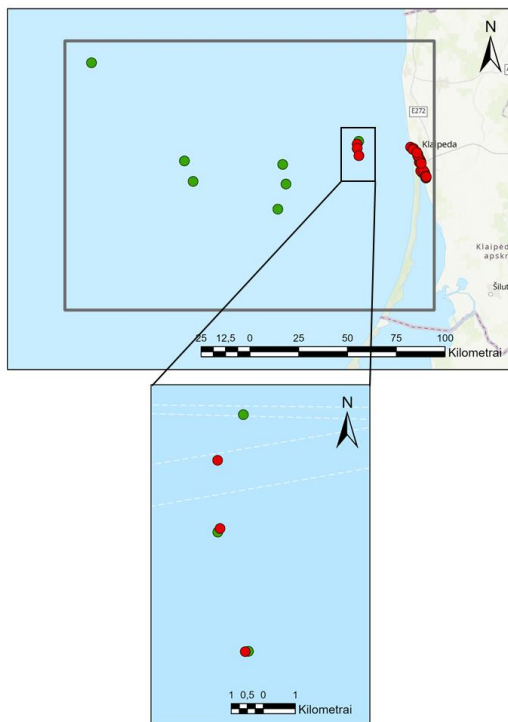 N
E272
Klaipeda
Klaipėd
apskr
Šilut
25 12,5 0 25 50 75 100
Kilometrai
N
1 0,5 0 1
Kilometrai